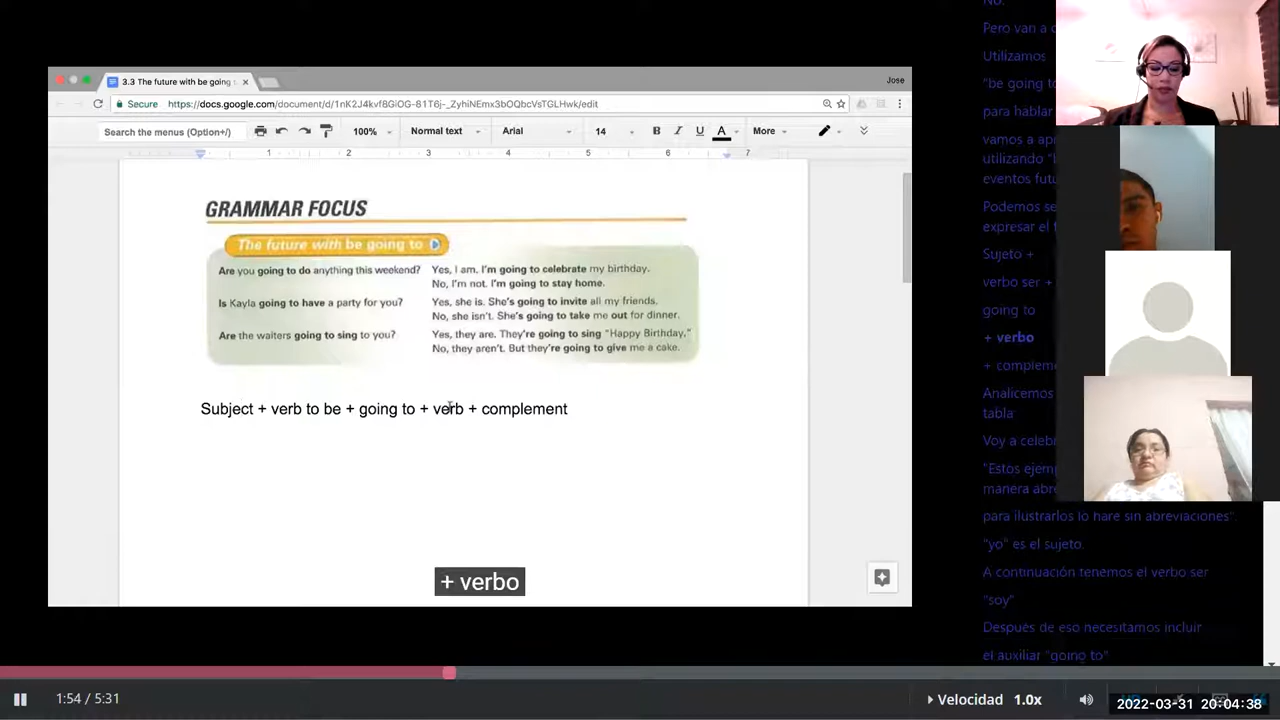 3.3 The future with be going t
Jose
Secure
https://docs.google.com/document/d/1nK2J4kvf8GiOG-81T6j-_ZyhiNEmx3bOQbcVsTGLHwk/edit
Search the menus (Option+/)
100%
Normal text
Arial
14
B
I
U
A
More
1 2 3 4 5 6 7
GRAMMAR FOCUS
The future with be going to
Are you going to do anything this weekend?
Yes, I am. I'm going to celebrate my birthday.
No, I'm not. I'm going to stay home.
Is Kayla going to have a party for you?
Yes, she is. She's going to invite all my friends.
No, she isn't. She's going to take me out for dinner.
Are the waiters going to sing to you?
Yes, they are. They're going to sing "Happy Birthday."
No, they aren't. But they're going to give me a cake.
Subject + verb to be + going to + verb + complement
+ verbo
No.
Pero van a
Utilizamos
"be going to
para hablar
vamos a
utilizando
eventos
Podemos
expresar el
Sujeto +
verbo ser +
going to
+ verbo
+
Analicemos
tabla
Voy a
"Estos
manera
para ilustrarlos lo hare sin abreviaciones".
"yo" es el sujeto.
A continuación tenemos el verbo ser
"soy"
Después de eso necesitamos incluir
el auxiliar "going to"
1:54 / 5:31
Velocidad 1.0x
2022-03-31 20:04:38